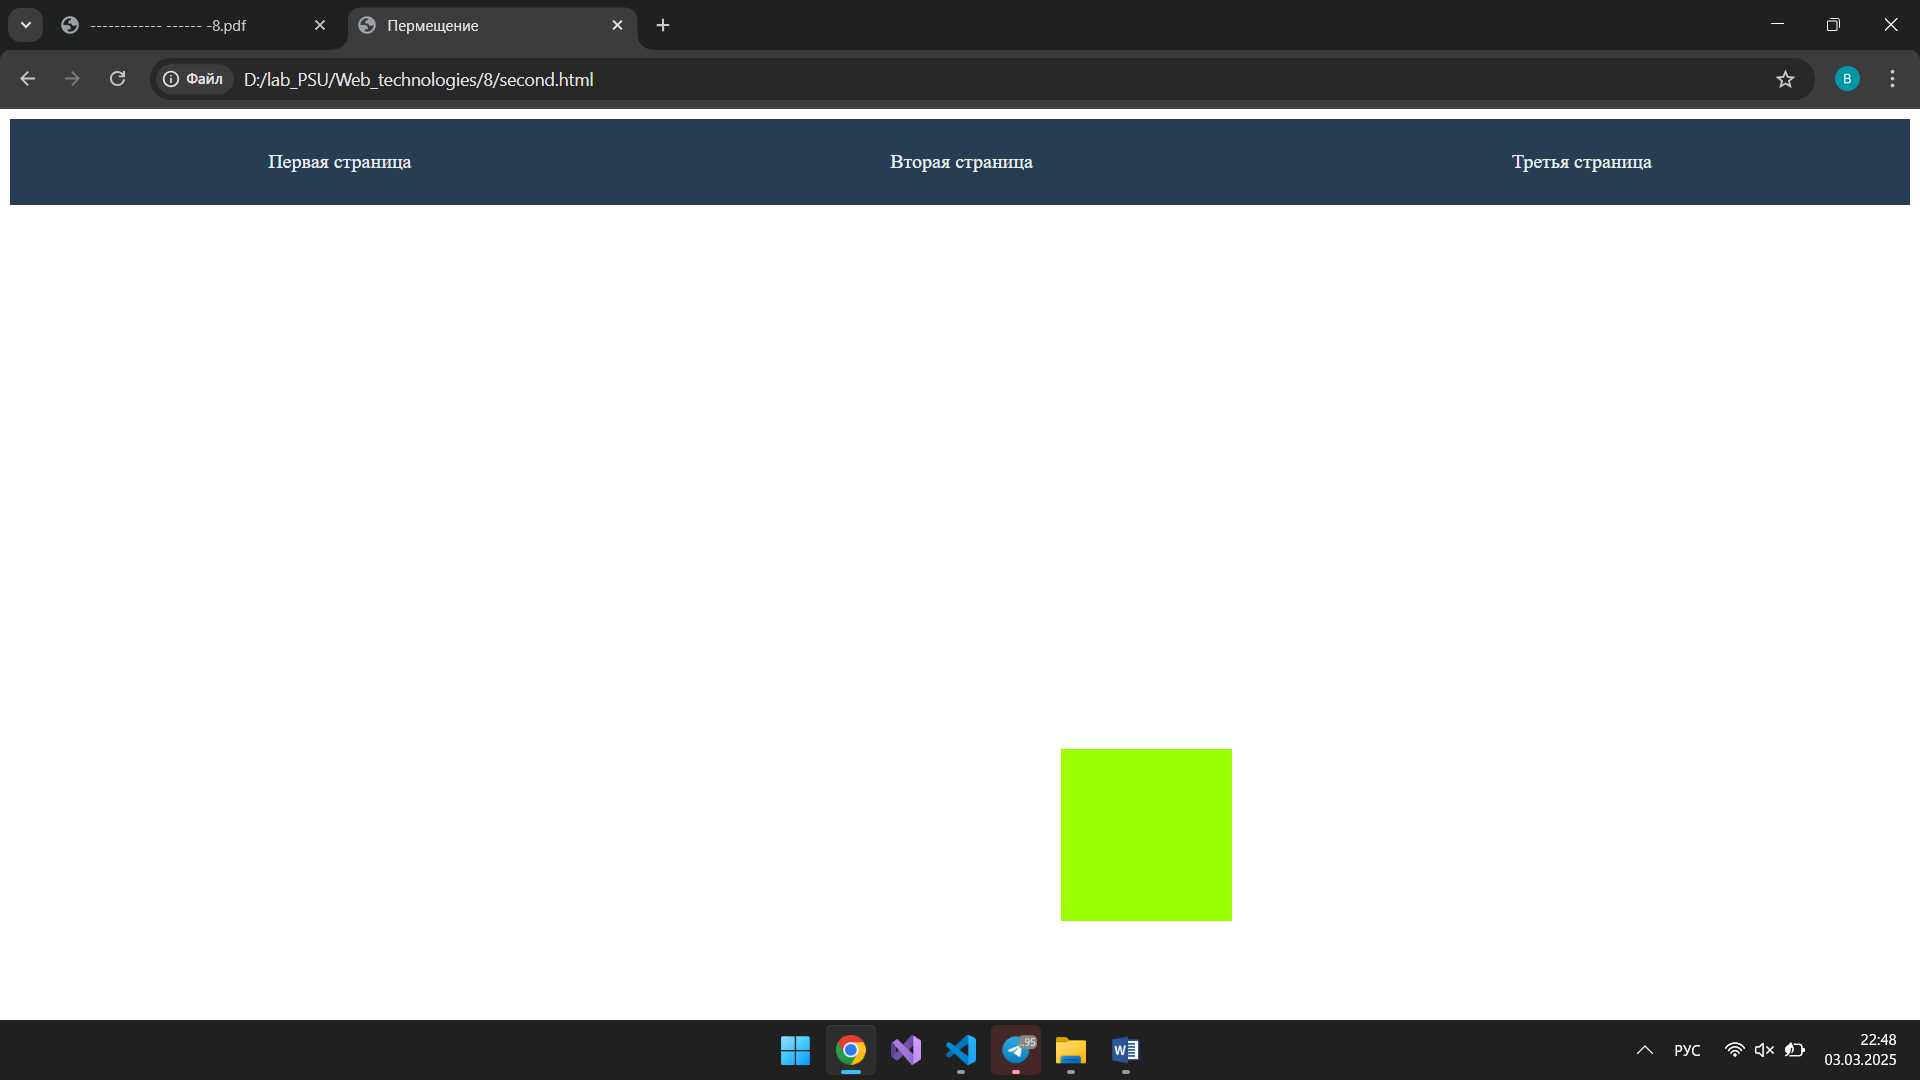 ------------ ------ -8.pdf
Пермещение
Файл
D:/lab_PSU/Web_technologies/8/second.html
B
Первая страница
Вторая страница
Третья страница
..95
W
РУС
22:48
03.03.2025